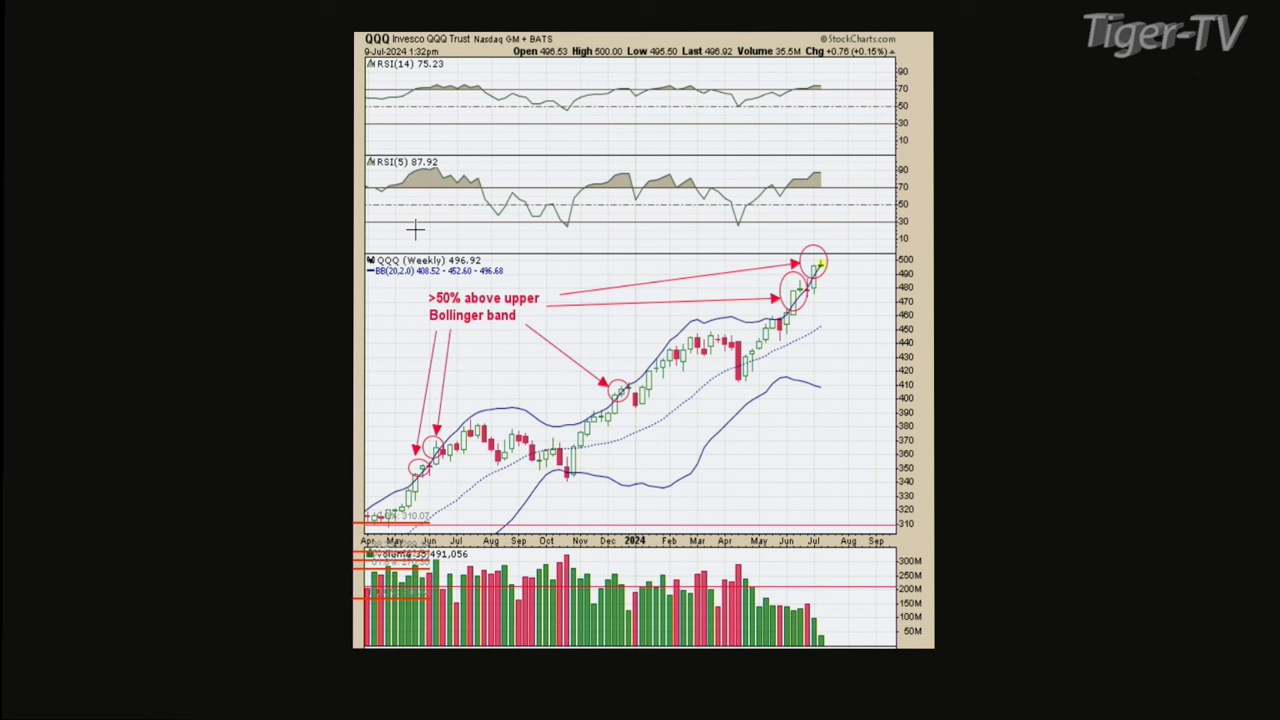 Tiger-TV
QQQ Invesco QQQ Trust Nasdaq GM + BATS
© StockCharts.com
9-Jul-2024 1:32pm
Open 496.53 High 500.00 Low 495.50 Last 496.92 Volume 35.5M Chg +0.76 (+0.15%)
RSI(14) 75.23
90
70
50
30
10
RSI(5) 87.92
90
70
50
30
10
QQQ (Weekly) 496.92
BB(20,2.0) 408.52 - 452.60 - 496.68
>50% above upper
Bollinger band
500
490
480
470
460
450
440
430
420
410
400
390
380
370
360
350
340
330
320
310
310.07
Apr May Jun Jul Aug Sep Oct Nov Dec 2024 Feb Mar Apr May Jun Jul Aug Sep
Volume 35,491,056
300M
250M
200M
150M
100M
50M